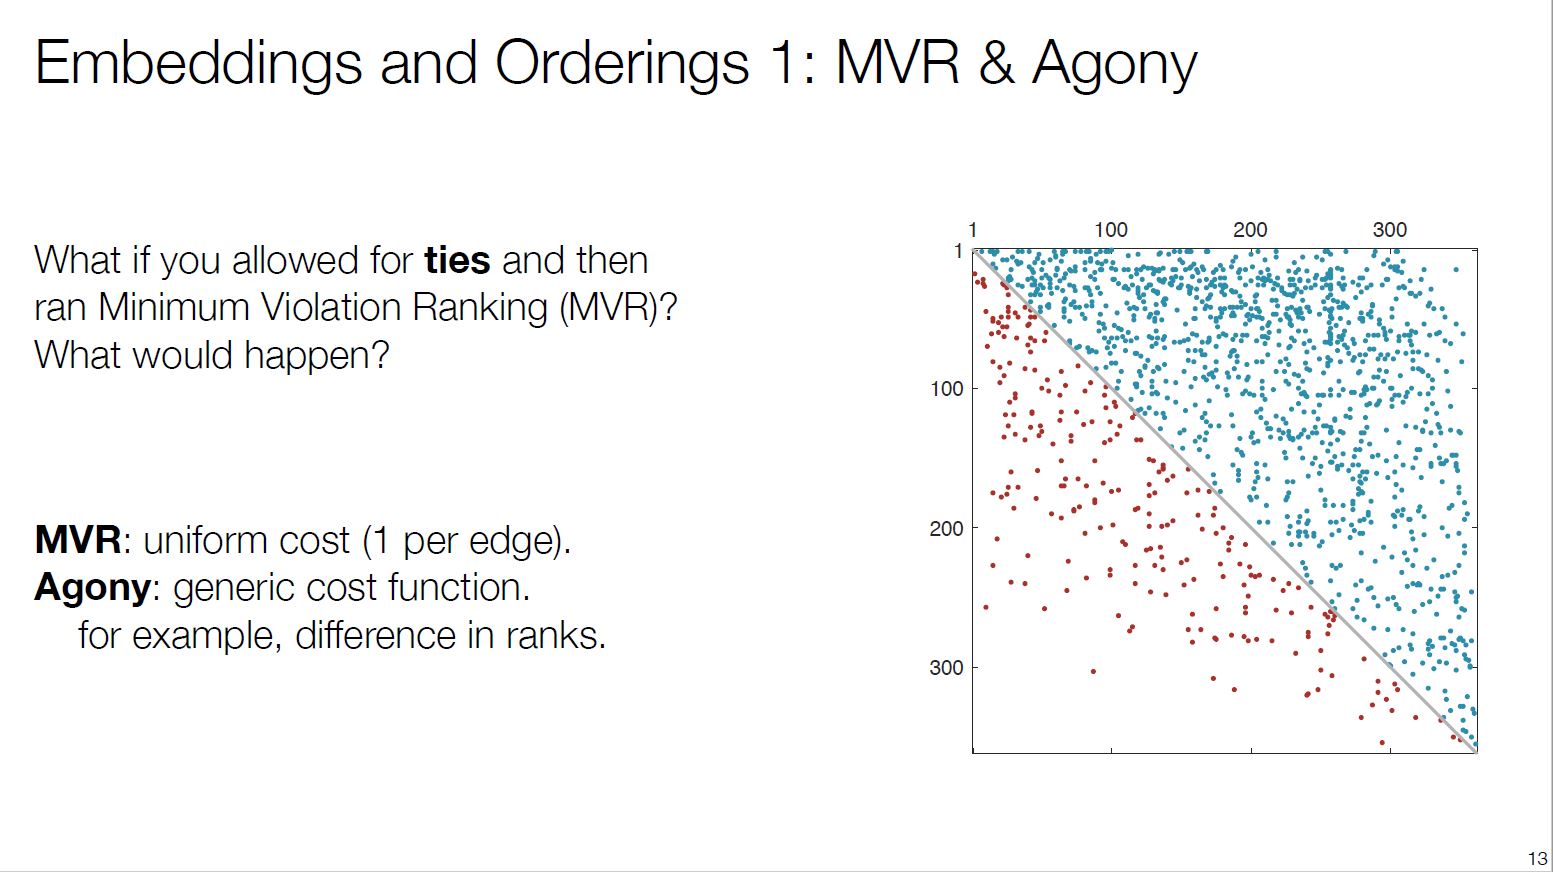 Embeddings and Orderings 1: MVR & Agony
What if you allowed for ties and then
ran Minimum Violation Ranking (MVR)?
What would happen?
MVR: uniform cost (1 per edge).
Agony: generic cost function.
for example, difference in ranks.
1 100 200 300
1
100
200
300
13